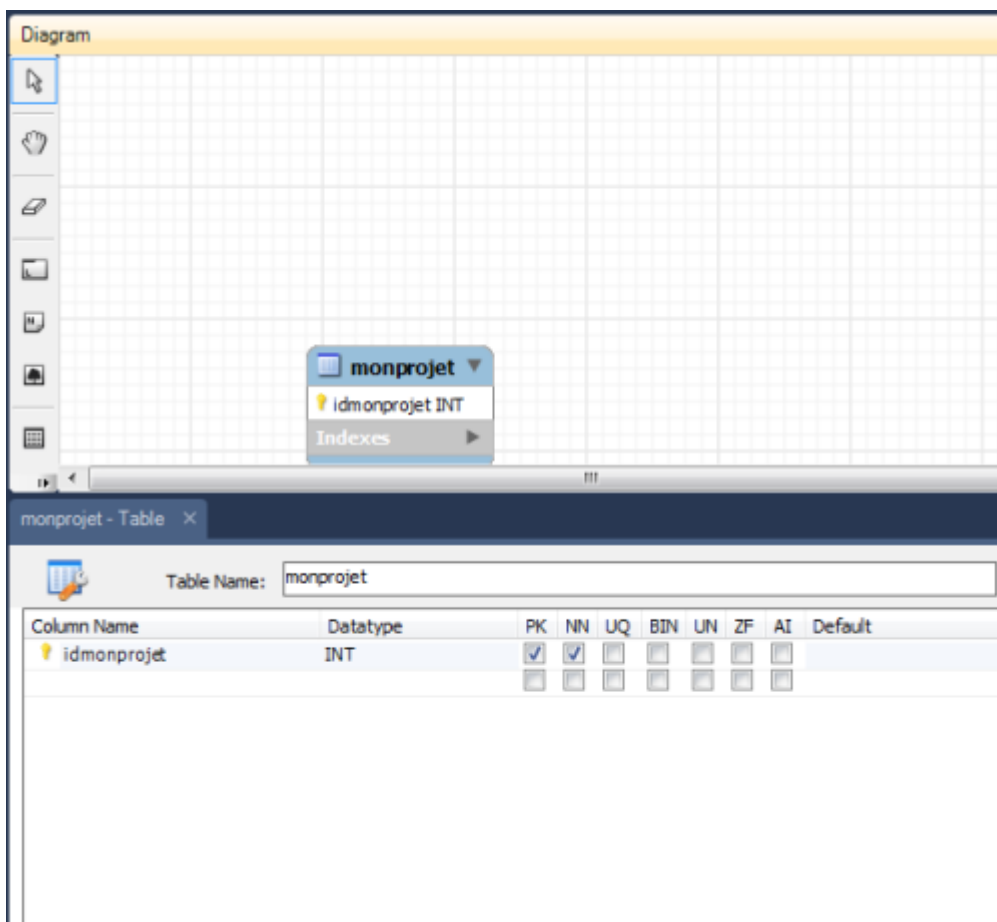 Diagram
monprojet
idmonprojet INT
Indexes
monprojet - Table
Table Name: monprojet
Column Name Datatype PK NN UQ BIN UN ZF AI Default
idmonprojet INT